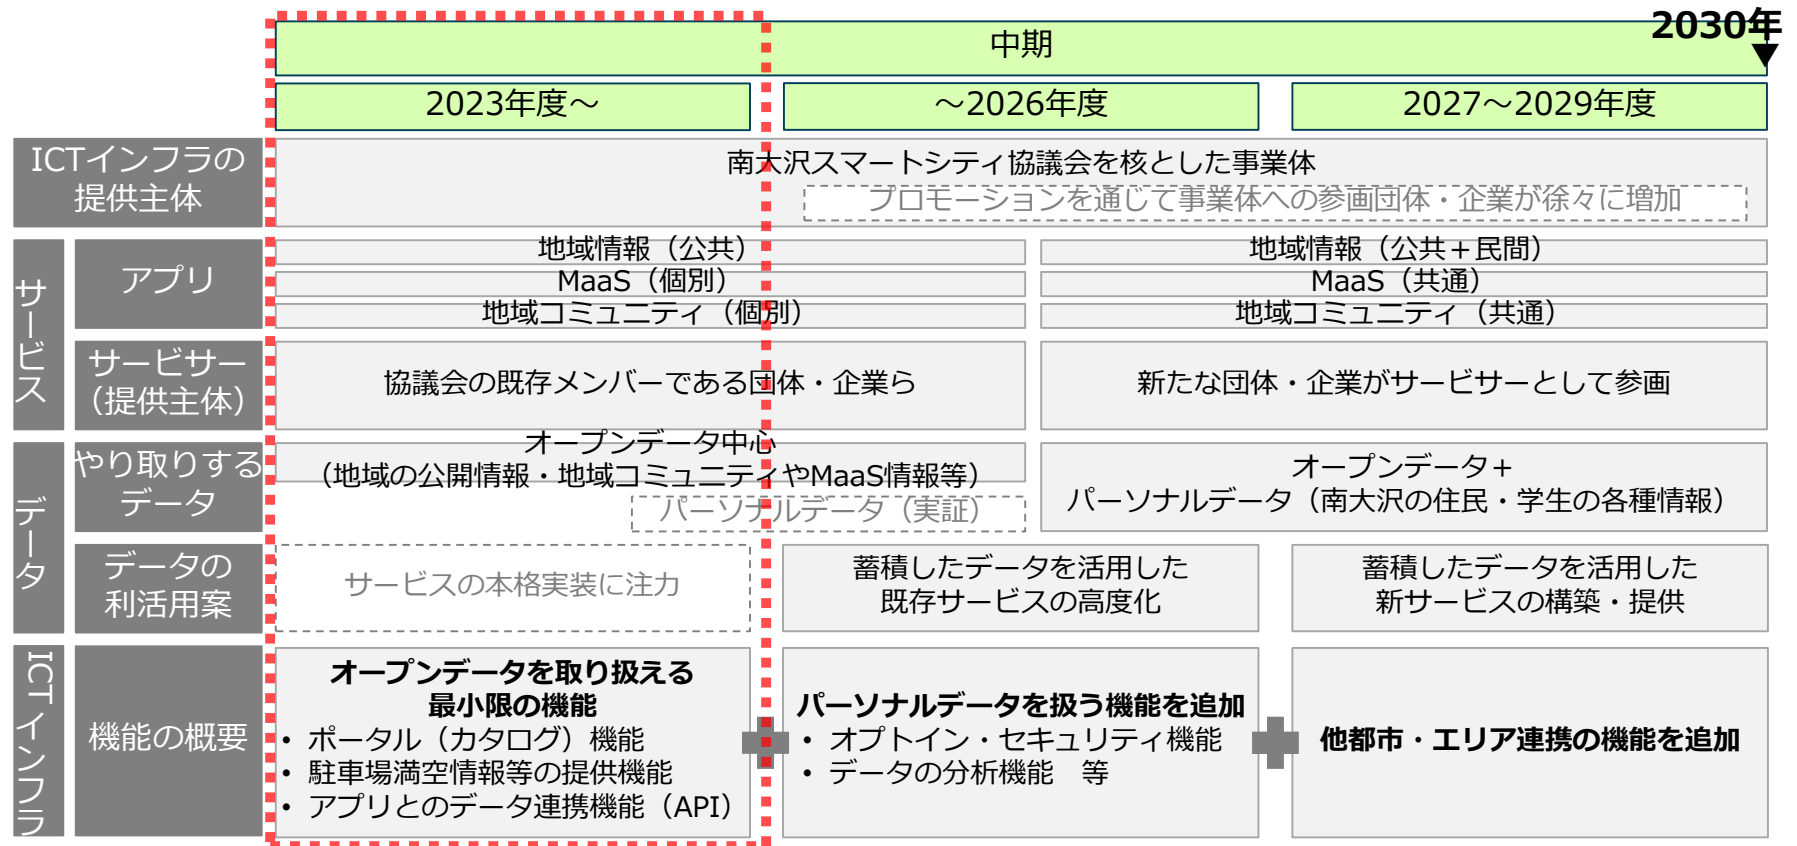 2030年
中期
2023年度～
～2026年度
2027～2029年度
ICTインフラの
提供主体
南大沢スマートシティ協議会を核とした事業体
プロモーションを通じて事業体への参画団体・企業が徐々に増加
サービス
アプリ
地域情報（公共）
地域情報（公共＋民間）
MaaS（個別）
MaaS（共通）
地域コミュニティ（個別）
地域コミュニティ（共通）
サービサー
（提供主体）
協議会の既存メンバーである団体・企業ら
新たな団体・企業がサービサーとして参画
データ
やり取りする
データ
オープンデータ中心
（地域の公開情報・地域コミュニティやMaaS情報等）
パーソナルデータ（実証）
オープンデータ＋
パーソナルデータ（南大沢の住民・学生の各種情報）
データの
利活用案
サービスの本格実装に注力
蓄積したデータを活用した
既存サービスの高度化
蓄積したデータを活用した
新サービスの構築・提供
ICTインフラ
機能の概要
オープンデータを取り扱える
最小限の機能
• ポータル（カタログ）機能
• 駐車場満空情報等の提供機能
• アプリとのデータ連携機能（API）
パーソナルデータを扱う機能を追加
• オプトイン・セキュリティ機能
• データの分析機能　等
他都市・エリア連携の機能を追加